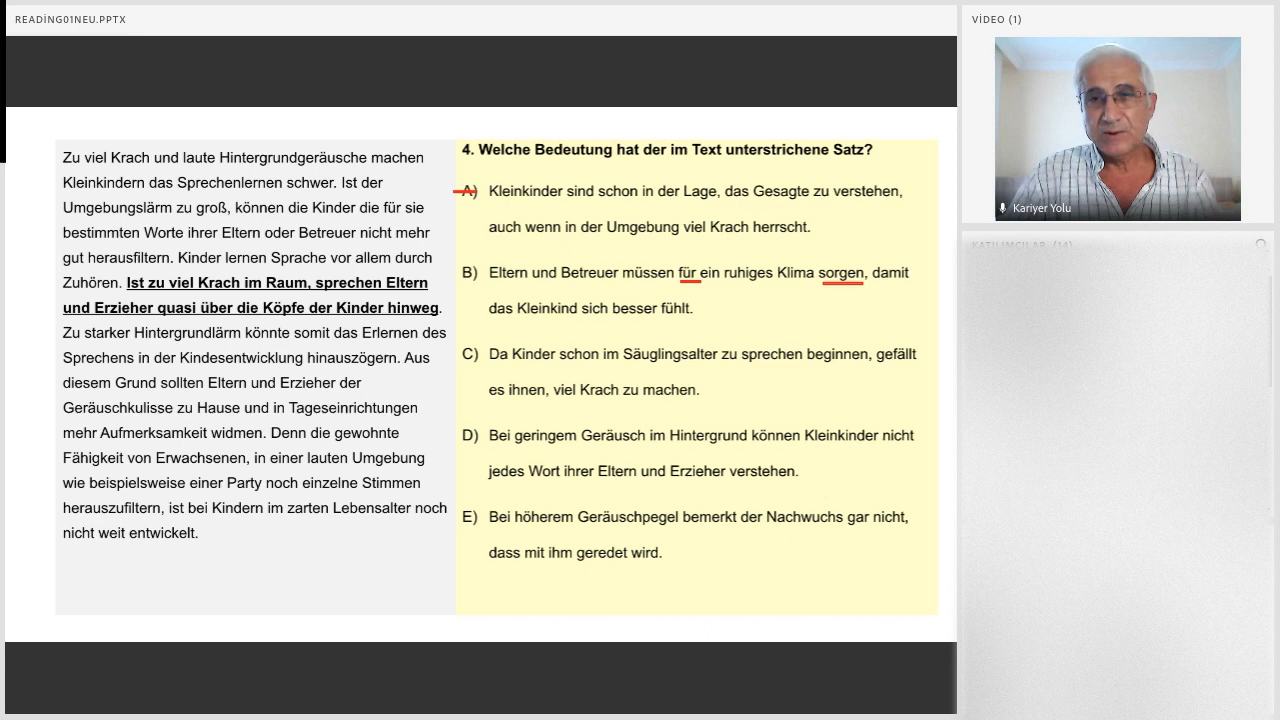 READİNG01NEU.PPTX
Zu viel Krach und laute Hintergrundgeräusche machen
Kleinkindern das Sprechenlernen schwer. Ist der
Umgebungslärm zu groß, können die Kinder die für sie
bestimmten Worte ihrer Eltern oder Betreuer nicht mehr
gut herausfiltern. Kinder lernen Sprache vor allem durch
Zuhören. Ist zu viel Krach im Raum, sprechen Eltern
und Erzieher quasi über die Köpfe der Kinder hinweg.
Zu starker Hintergrundlärm könnte somit das Erlernen des
Sprechens in der Kindesentwicklung hinauszögern. Aus
diesem Grund sollten Eltern und Erzieher der
Geräuschkulisse zu Hause und in Tageseinrichtungen
mehr Aufmerksamkeit widmen. Denn die gewohnte
Fähigkeit von Erwachsenen, in einer lauten Umgebung
wie beispielsweise einer Party noch einzelne Stimmen
herauszufiltern, ist bei Kindern im zarten Lebensalter noch
nicht weit entwickelt.
4. Welche Bedeutung hat der im Text unterstrichene Satz?
A) Kleinkinder sind schon in der Lage, das Gesagte zu verstehen,
auch wenn in der Umgebung viel Krach herrscht.
B) Eltern und Betreuer müssen für ein ruhiges Klima sorgen, damit
das Kleinkind sich besser fühlt.
C) Da Kinder schon im Säuglingsalter zu sprechen beginnen, gefällt
es ihnen, viel Krach zu machen.
D) Bei geringem Geräusch im Hintergrund können Kleinkinder nicht
jedes Wort ihrer Eltern und Erzieher verstehen.
E) Bei höherem Geräuschpegel bemerkt der Nachwuchs gar nicht,
dass mit ihm geredet wird.
VİDEO (1)
Kariyer Yolu
KATILIMCILAR (14)